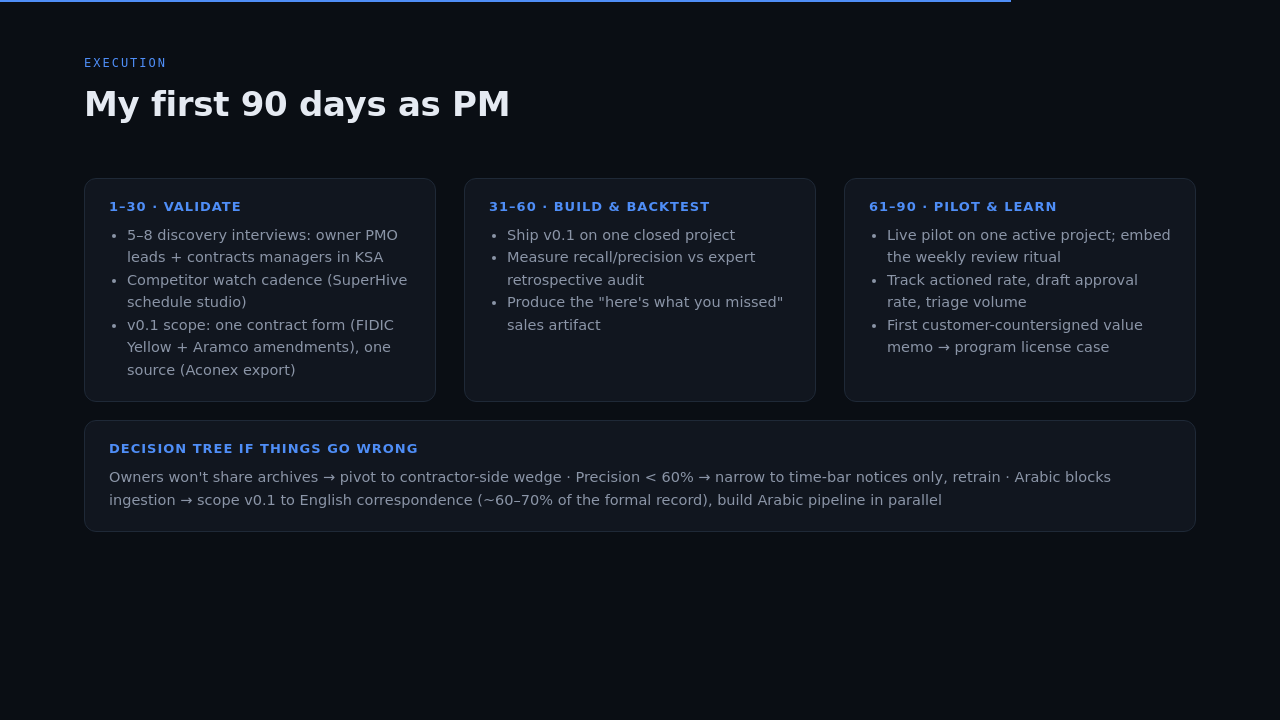 EXECUTION
My first 90 days as PM
1–30 · VALIDATE
• 5–8 discovery interviews: owner PMO
leads + contracts managers in KSA
• Competitor watch cadence (SuperHive
schedule studio)
• v0.1 scope: one contract form (FIDIC
Yellow + Aramco amendments), one
source (Aconex export)
31–60 · BUILD & BACKTEST
• Ship v0.1 on one closed project
• Measure recall/precision vs expert
retrospective audit
• Produce the "here's what you missed"
sales artifact
61–90 · PILOT & LEARN
• Live pilot on one active project; embed
the weekly review ritual
• Track actioned rate, draft approval
rate, triage volume
• First customer-countersigned value
memo → program license case
DECISION TREE IF THINGS GO WRONG
Owners won't share archives → pivot to contractor-side wedge · Precision < 60% → narrow to time-bar notices only, retrain · Arabic blocks
ingestion → scope v0.1 to English correspondence (~60–70% of the formal record), build Arabic pipeline in parallel